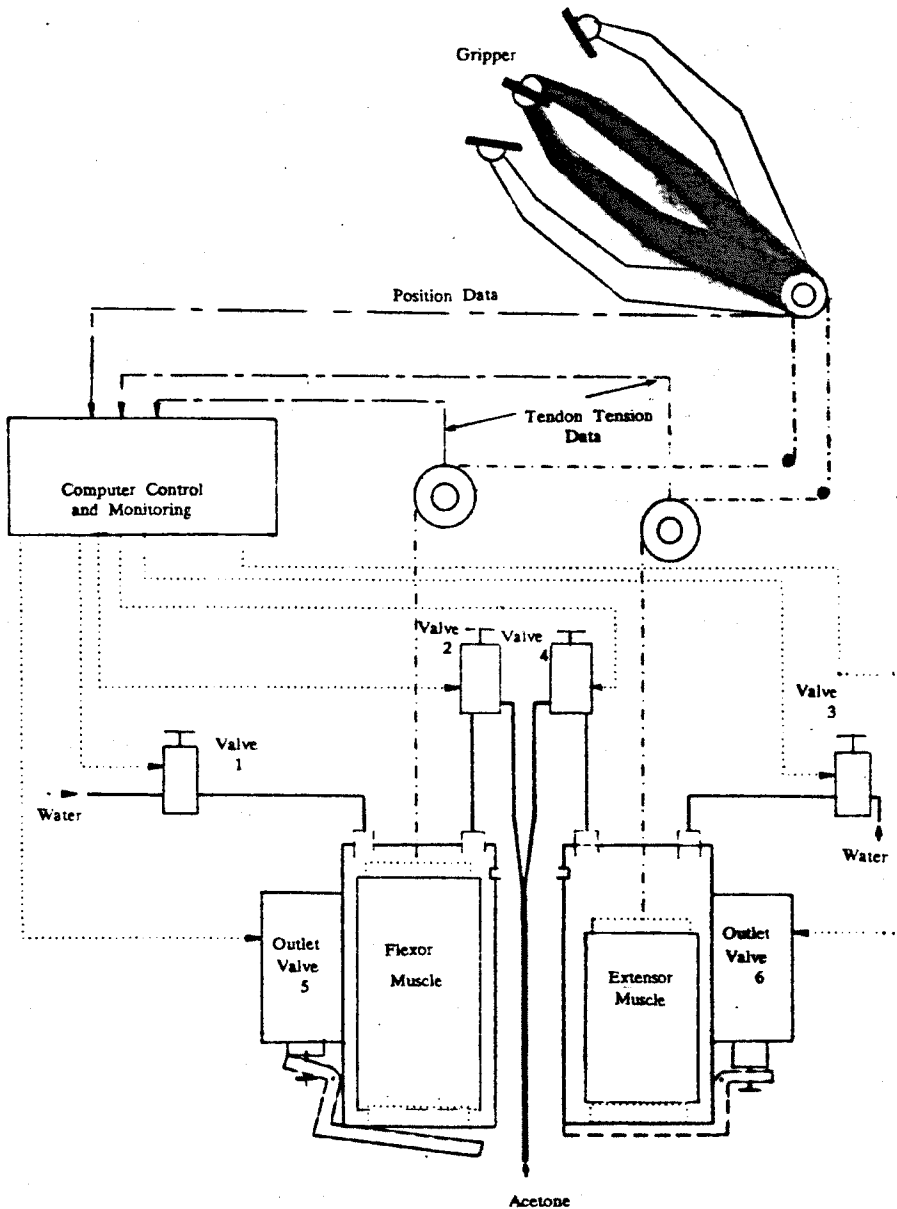 Gripper
Position Data
Tendon Tension
Data
Computer Control
and Monitoring
Valve
2
Valve
4
Valve
3
Valve
1
Water
Water
Outlet
Valve
5
Flexor
Muscle
Extensor
Muscle
Outlet
Valve
6
Acetone